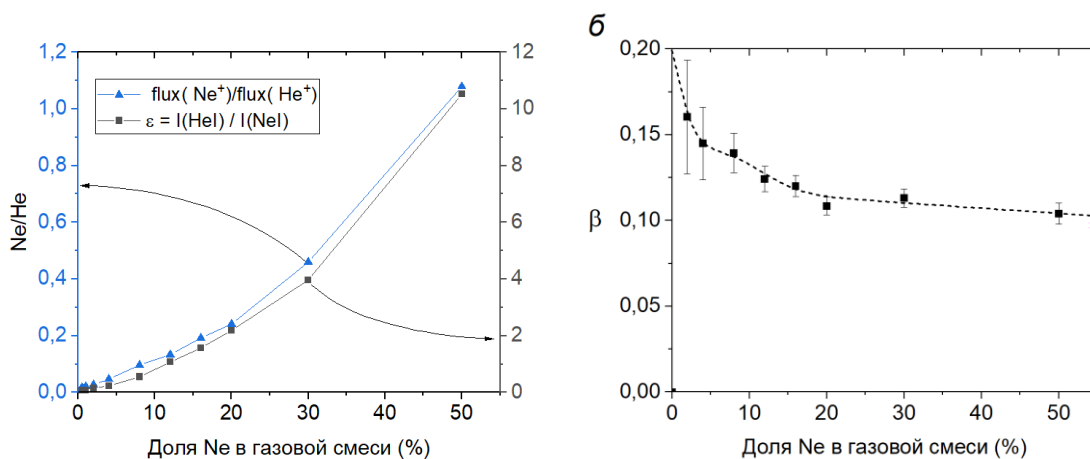 б
1,2
1,0
0,8
0,6
0,4
0,2
0,0
Ne/He
flux( Ne⁺)/flux( He⁺)
ε = I(HeI) / I(NeI)
12
10
8
6
4
2
0
0 10 20 30 40 50
Доля Ne в газовой смеси (%)
0,20
0,15
0,10
0,05
0,00
β
0 10 20 30 40 50
Доля Ne в газовой смеси (%)